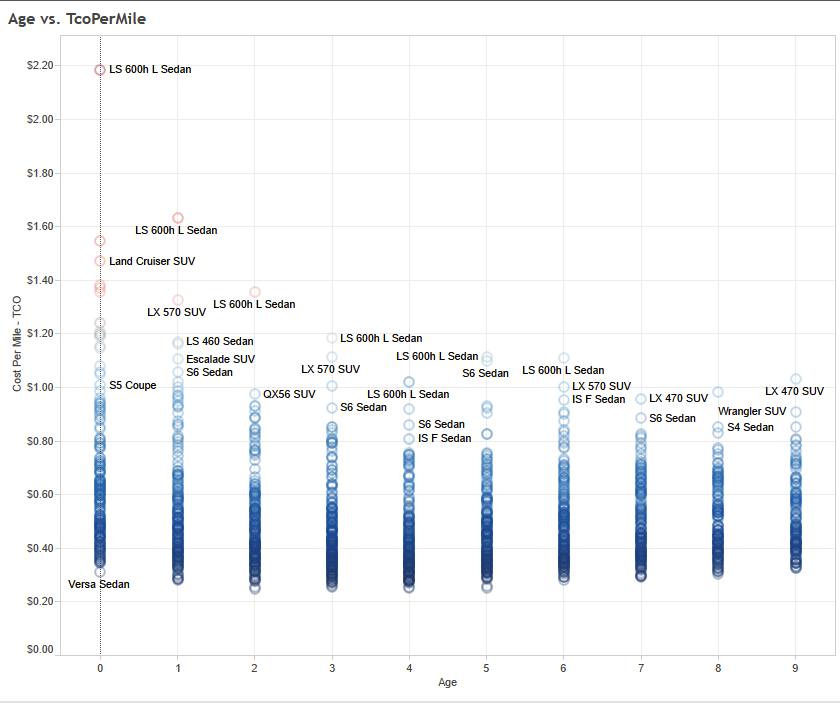 Age vs. TcoPerMile
$2.20
LS 600h L Sedan
$2.00
$1.80
$1.60
LS 600h L Sedan
Land Cruiser SUV
$1.40
LS 600h L Sedan
LX 570 SUV
$1.20
LS 460 Sedan
LS 600h L Sedan
Escalade SUV
LS 600h L Sedan
S6 Sedan
LX 570 SUV
S6 Sedan
LS 600h L Sedan
$1.00
S5 Coupe
QX56 SUV
LS 600h L Sedan
LX 570 SUV
LX 470 SUV
S6 Sedan
IS F Sedan
LX 470 SUV
Wrangler SUV
S6 Sedan
S6 Sedan
S4 Sedan
IS F Sedan
$0.80
$0.60
$0.40
Versa Sedan
$0.20
$0.00
Cost Per Mile - TCO
0 1 2 3 4 5 6 7 8 9
Age